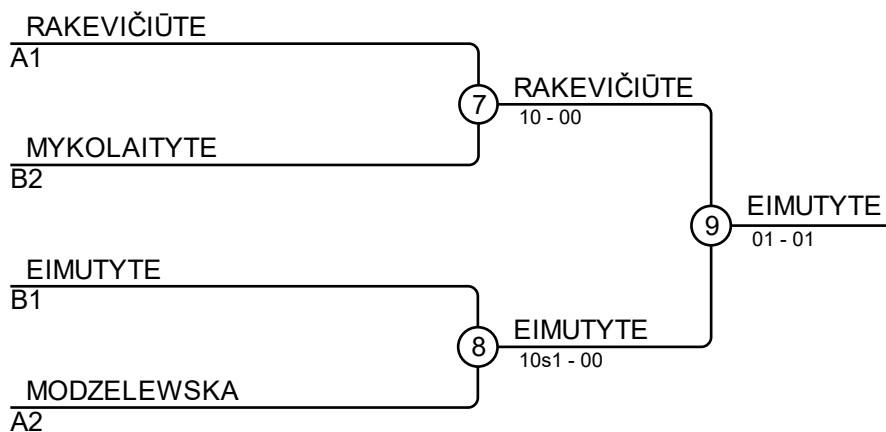 RAKEVIČIŪTE
A1
7
RAKEVIČIŪTE
10 - 00
MYKOLAITYTE
B2
9
EIMUTYTE
01 - 01
EIMUTYTE
B1
8
EIMUTYTE
10s1 - 00
MODZELEWSKA
A2